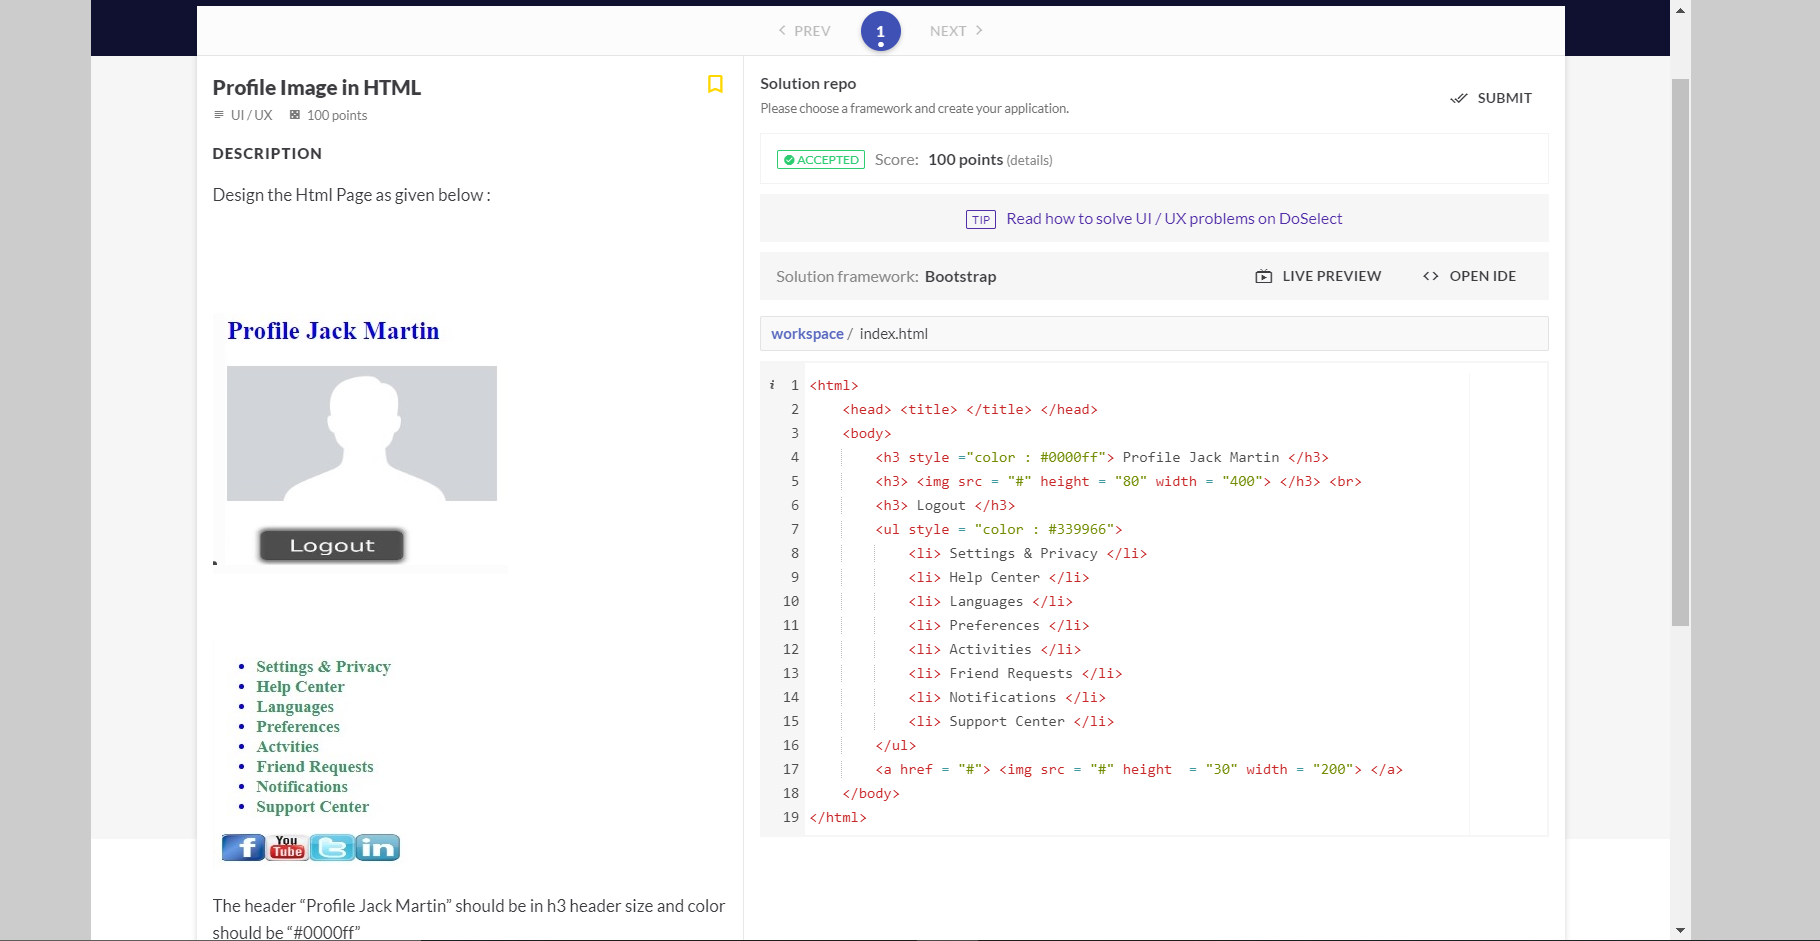 PREV
1
NEXT
Profile Image in HTML
UI / UX 100 points
DESCRIPTION
Design the Html Page as given below :
Profile Jack Martin
Logout
Settings & Privacy
Help Center
Languages
Preferences
Actvities
Friend Requests
Notifications
Support Center
f You Tube t in
The header “Profile Jack Martin” should be in h3 header size and color
should be “#0000ff”
Solution repo
Please choose a framework and create your application.
SUBMIT
ACCEPTED Score: 100 points (details)
TIP Read how to solve UI / UX problems on DoSelect
Solution framework: Bootstrap LIVE PREVIEW <> OPEN IDE
workspace / index.html
i 1 <html>
2 <head> <title> </title> </head>
3 <body>
4 <h3 style ="color : #0000ff"> Profile Jack Martin </h3>
5 <h3> <img src = "#" height = "80" width = "400"> </h3> <br>
6 <h3> Logout </h3>
7 <ul style = "color : #339966">
8 <li> Settings & Privacy </li>
9 <li> Help Center </li>
10 <li> Languages </li>
11 <li> Preferences </li>
12 <li> Activities </li>
13 <li> Friend Requests </li>
14 <li> Notifications </li>
15 <li> Support Center </li>
16 </ul>
17 <a href = "#"> <img src = "#" height  = "30" width = "200"> </a>
18 </body>
19 </html>